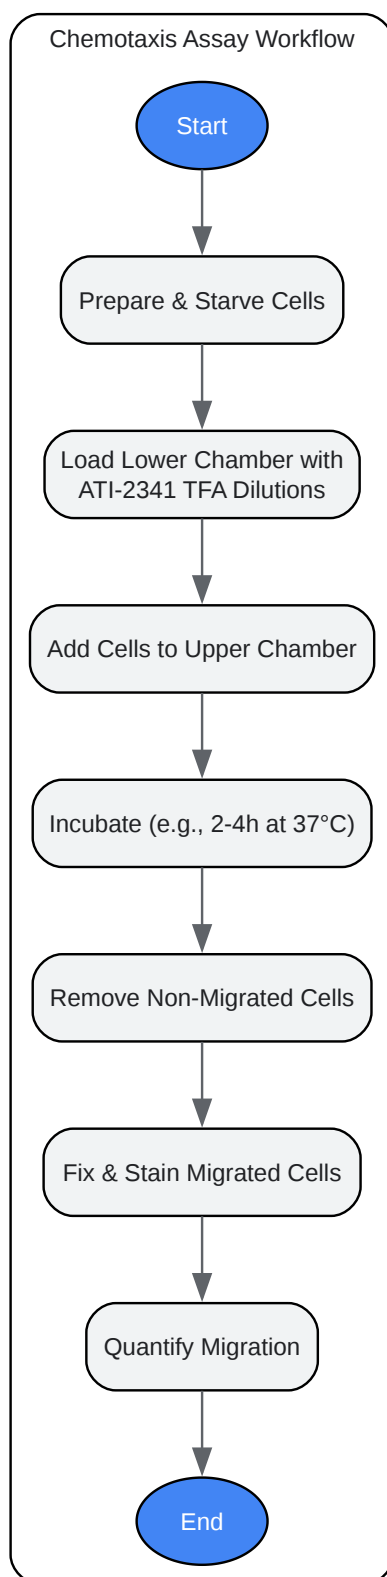 Chemotaxis Assay Workflow
Start
Prepare & Starve Cells
Load Lower Chamber with
ATI-2341 TFA Dilutions
Add Cells to Upper Chamber
Incubate (e.g., 2-4h at 37°C)
Remove Non-Migrated Cells
Fix & Stain Migrated Cells
Quantify Migration
End